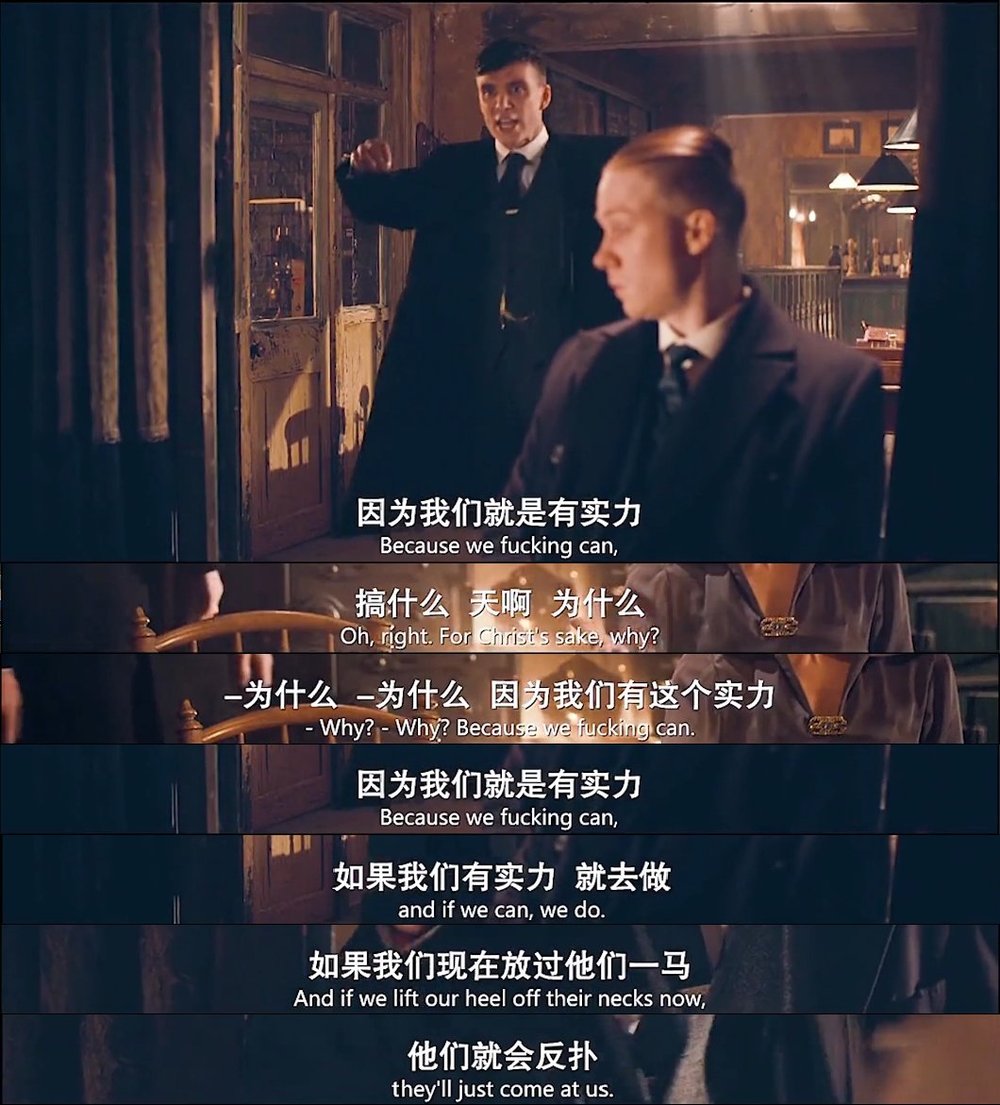 因为我们就是有实力
Because we fucking can,
搞什么 天啊 为什么
Oh, right. For Christ's sake, why?
–为什么 –为什么 因为我们有这个实力
- Why? - Why? Because we fucking can.
因为我们就是有实力
Because we fucking can,
如果我们有实力 就去做
and if we can, we do.
如果我们现在放过他们一马
And if we lift our heel off their necks now,
他们就会反扑
they'll just come at us.